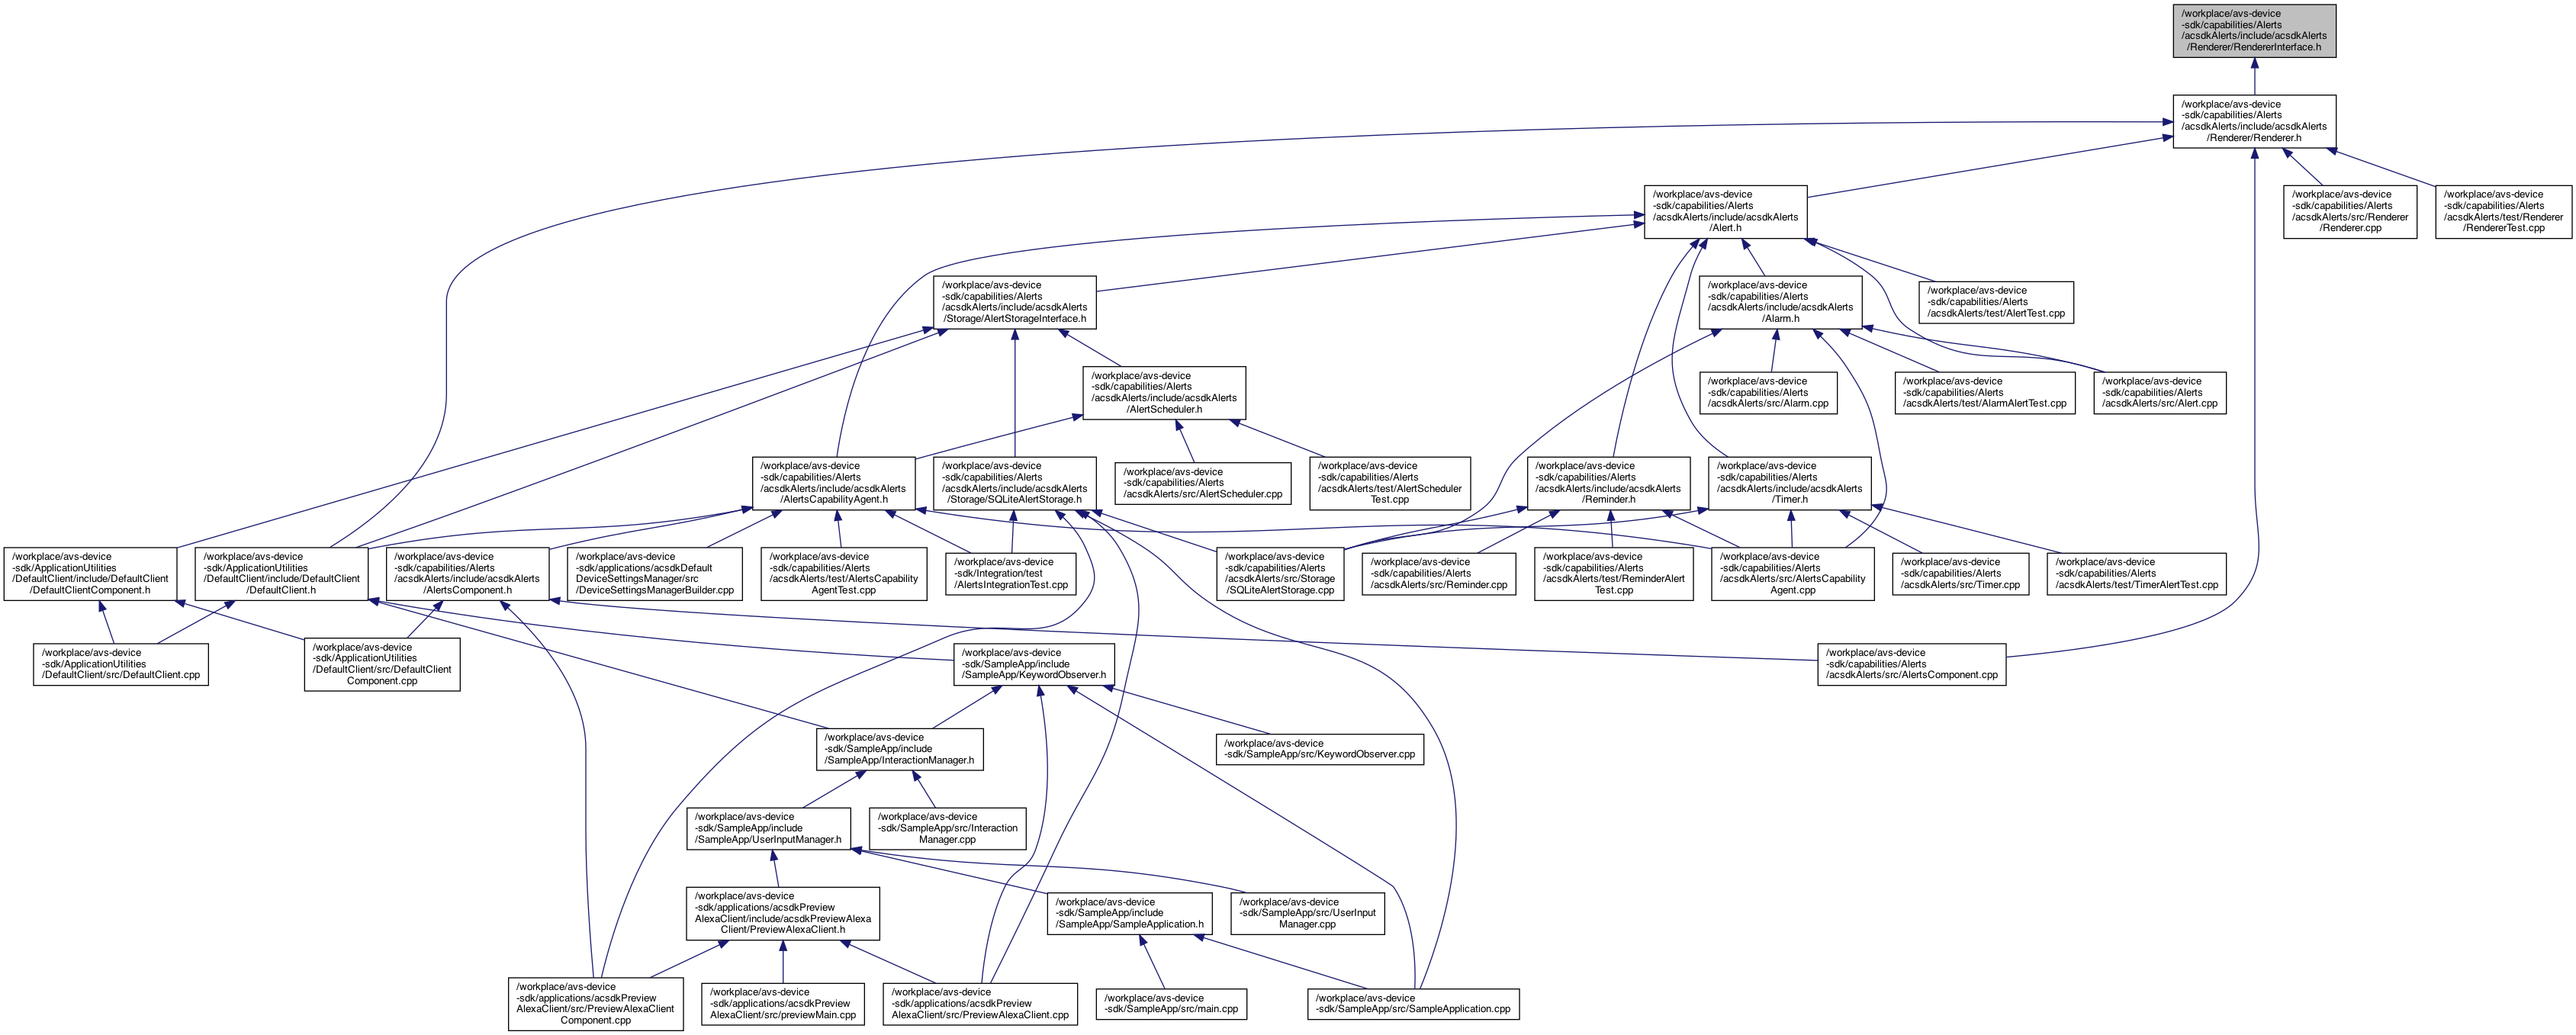 /workplace/avs-device
-sdk/capabilities/Alerts
/acsdkAlerts/include/acsdkAlerts
/Renderer/RendererInterface.h
/workplace/avs-device
-sdk/capabilities/Alerts
/acsdkAlerts/include/acsdkAlerts
/Renderer/Renderer.h
/workplace/avs-device
-sdk/capabilities/Alerts
/acsdkAlerts/include/acsdkAlerts
/Alert.h
/workplace/avs-device
-sdk/capabilities/Alerts
/acsdkAlerts/src/Renderer
/Renderer.cpp
/workplace/avs-device
-sdk/capabilities/Alerts
/acsdkAlerts/test/Renderer
/RendererTest.cpp
/workplace/avs-device
-sdk/capabilities/Alerts
/acsdkAlerts/include/acsdkAlerts
/Storage/AlertStorageInterface.h
/workplace/avs-device
-sdk/capabilities/Alerts
/acsdkAlerts/include/acsdkAlerts
/Alarm.h
/workplace/avs-device
-sdk/capabilities/Alerts
/acsdkAlerts/test/AlertTest.cpp
/workplace/avs-device
-sdk/capabilities/Alerts
/acsdkAlerts/include/acsdkAlerts
/AlertScheduler.h
/workplace/avs-device
-sdk/capabilities/Alerts
/acsdkAlerts/src/Alarm.cpp
/workplace/avs-device
-sdk/capabilities/Alerts
/acsdkAlerts/test/AlarmAlertTest.cpp
/workplace/avs-device
-sdk/capabilities/Alerts
/acsdkAlerts/src/Alert.cpp
/workplace/avs-device
-sdk/capabilities/Alerts
/acsdkAlerts/include/acsdkAlerts
/AlertsCapabilityAgent.h
/workplace/avs-device
-sdk/capabilities/Alerts
/acsdkAlerts/include/acsdkAlerts
/Storage/SQLiteAlertStorage.h
/workplace/avs-device
-sdk/capabilities/Alerts
/acsdkAlerts/src/AlertScheduler.cpp
/workplace/avs-device
-sdk/capabilities/Alerts
/acsdkAlerts/test/AlertScheduler
Test.cpp
/workplace/avs-device
-sdk/capabilities/Alerts
/acsdkAlerts/include/acsdkAlerts
/Reminder.h
/workplace/avs-device
-sdk/capabilities/Alerts
/acsdkAlerts/include/acsdkAlerts
/Timer.h
/workplace/avs-device
-sdk/ApplicationUtilities
/DefaultClient/include/DefaultClient
/DefaultClientComponent.h
/workplace/avs-device
-sdk/ApplicationUtilities
/DefaultClient/include/DefaultClient
/DefaultClient.h
/workplace/avs-device
-sdk/capabilities/Alerts
/acsdkAlerts/include/acsdkAlerts
/AlertsComponent.h
/workplace/avs-device
-sdk/applications/acsdkDefault
DeviceSettingsManager/src
/DeviceSettingsManagerBuilder.cpp
/workplace/avs-device
-sdk/capabilities/Alerts
/acsdkAlerts/test/AlertsCapability
AgentTest.cpp
/workplace/avs-device
-sdk/Integration/test
/AlertsIntegrationTest.cpp
/workplace/avs-device
-sdk/capabilities/Alerts
/acsdkAlerts/src/Storage
/SQLiteAlertStorage.cpp
/workplace/avs-device
-sdk/capabilities/Alerts
/acsdkAlerts/src/Reminder.cpp
/workplace/avs-device
-sdk/capabilities/Alerts
/acsdkAlerts/test/ReminderAlert
Test.cpp
/workplace/avs-device
-sdk/capabilities/Alerts
/acsdkAlerts/src/AlertsCapability
Agent.cpp
/workplace/avs-device
-sdk/capabilities/Alerts
/acsdkAlerts/src/Timer.cpp
/workplace/avs-device
-sdk/capabilities/Alerts
/acsdkAlerts/test/TimerAlertTest.cpp
/workplace/avs-device
-sdk/ApplicationUtilities
/DefaultClient/src/DefaultClient.cpp
/workplace/avs-device
-sdk/ApplicationUtilities
/DefaultClient/src/DefaultClient
Component.cpp
/workplace/avs-device
-sdk/SampleApp/include
/SampleApp/KeywordObserver.h
/workplace/avs-device
-sdk/capabilities/Alerts
/acsdkAlerts/src/AlertsComponent.cpp
/workplace/avs-device
-sdk/SampleApp/include
/SampleApp/InteractionManager.h
/workplace/avs-device
-sdk/SampleApp/src/KeywordObserver.cpp
/workplace/avs-device
-sdk/SampleApp/include
/SampleApp/UserInputManager.h
/workplace/avs-device
-sdk/SampleApp/src/Interaction
Manager.cpp
/workplace/avs-device
-sdk/applications/acsdkPreview
AlexaClient/include/acsdkPreviewAlexa
Client/PreviewAlexaClient.h
/workplace/avs-device
-sdk/SampleApp/include
/SampleApp/SampleApplication.h
/workplace/avs-device
-sdk/SampleApp/src/UserInput
Manager.cpp
/workplace/avs-device
-sdk/applications/acsdkPreview
AlexaClient/src/PreviewAlexaClient
Component.cpp
/workplace/avs-device
-sdk/applications/acsdkPreview
AlexaClient/src/previewMain.cpp
/workplace/avs-device
-sdk/applications/acsdkPreview
AlexaClient/src/PreviewAlexaClient.cpp
/workplace/avs-device
-sdk/SampleApp/src/main.cpp
/workplace/avs-device
-sdk/SampleApp/src/SampleApplication.cpp